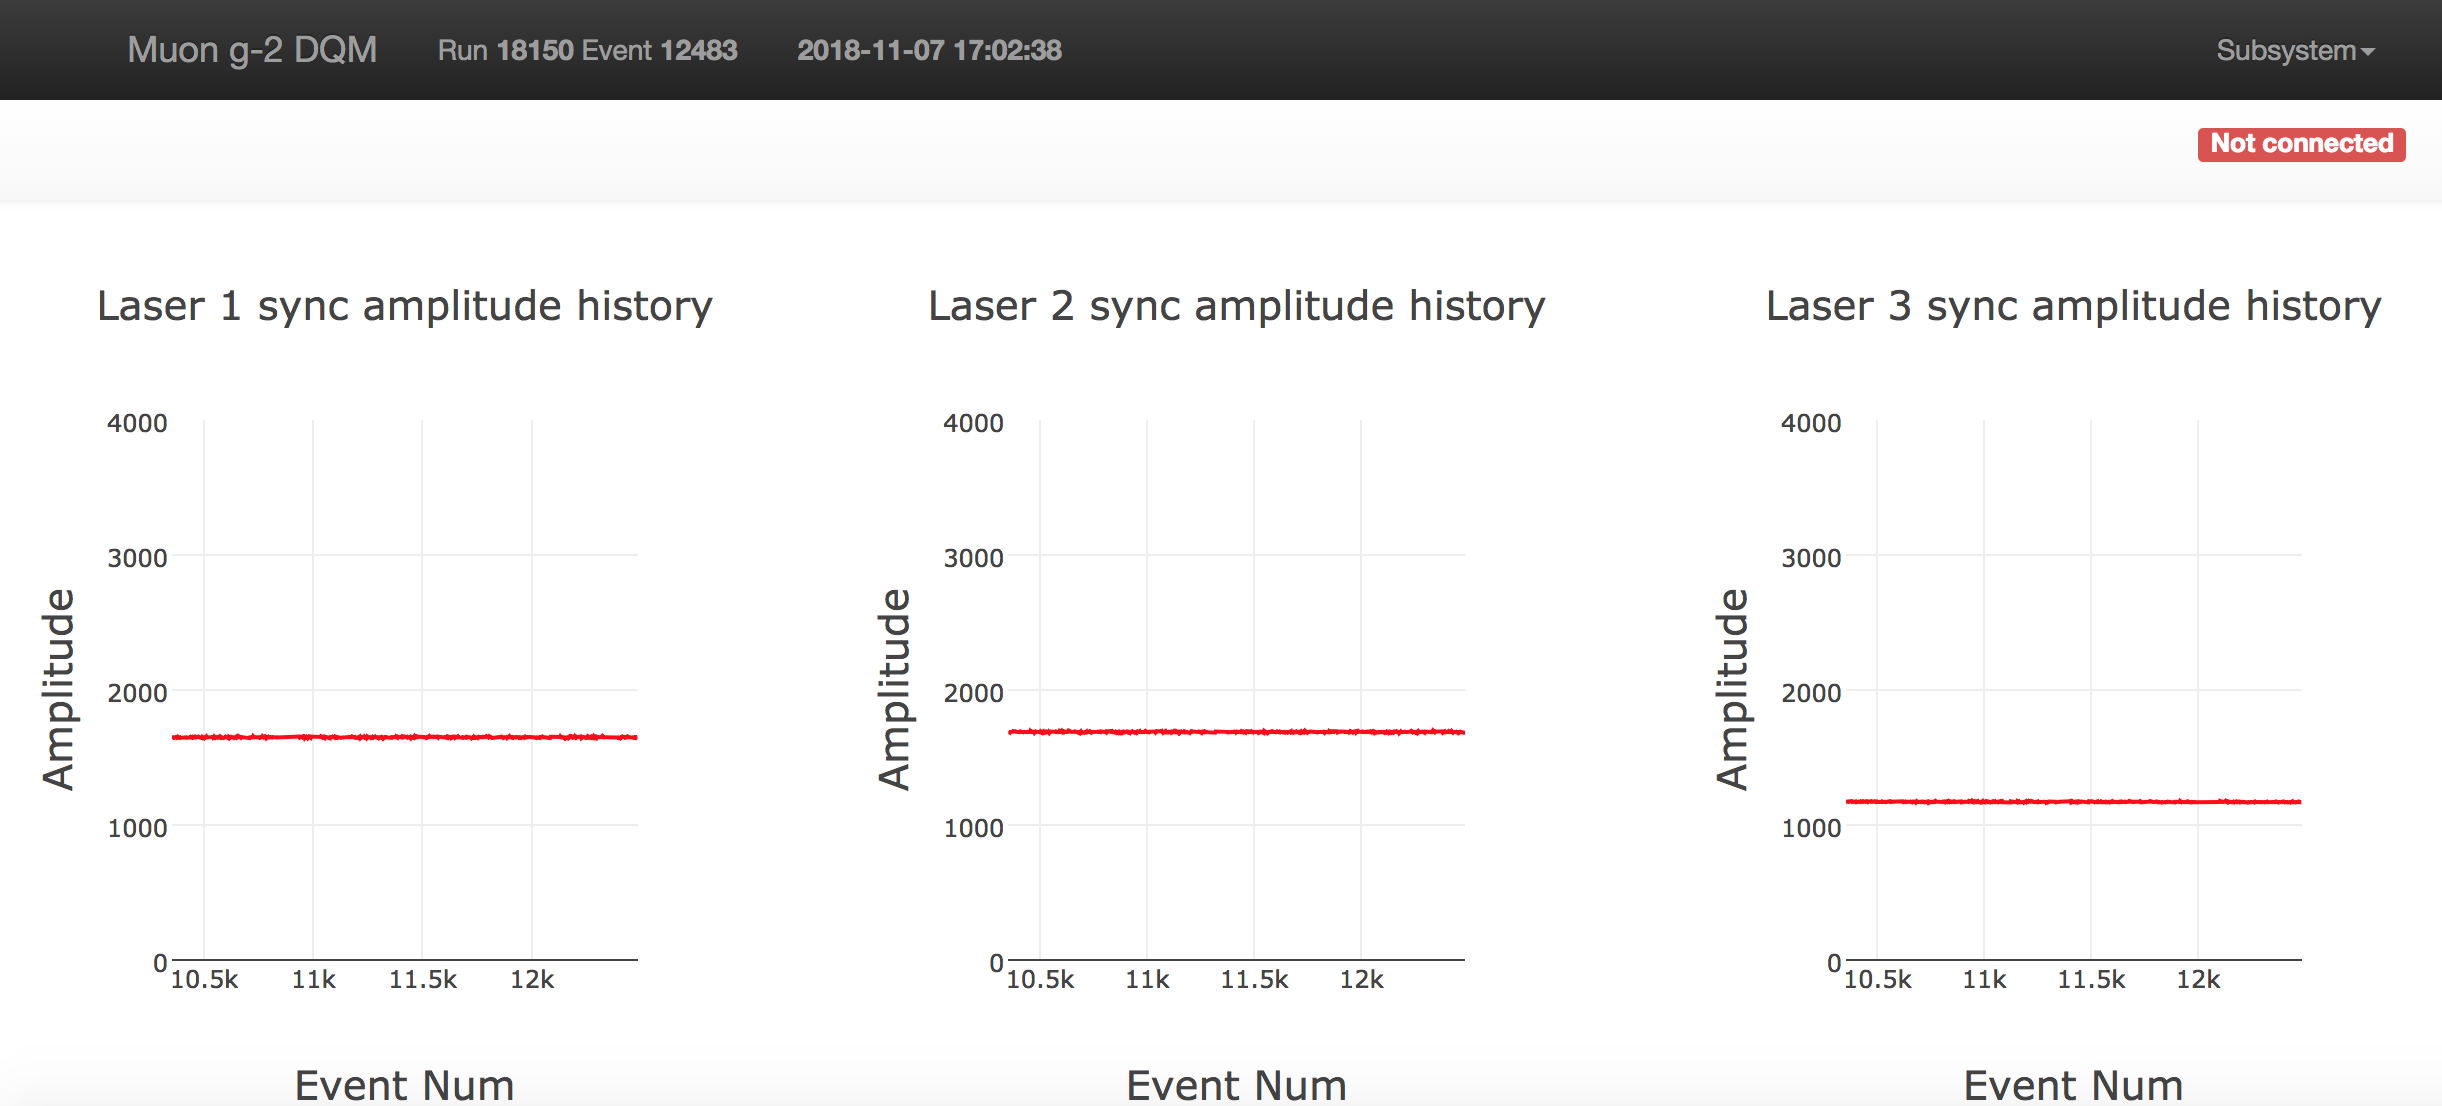 Muon g-2 DQM Run 18150 Event 12483 2018-11-07 17:02:38 Subsystem
Not connected
Laser 1 sync amplitude history
4000
3000
2000
1000
0
Amplitude
10.5k 11k 11.5k 12k
Event Num
Laser 2 sync amplitude history
4000
3000
2000
1000
0
Amplitude
10.5k 11k 11.5k 12k
Event Num
Laser 3 sync amplitude history
4000
3000
2000
1000
0
Amplitude
10.5k 11k 11.5k 12k
Event Num